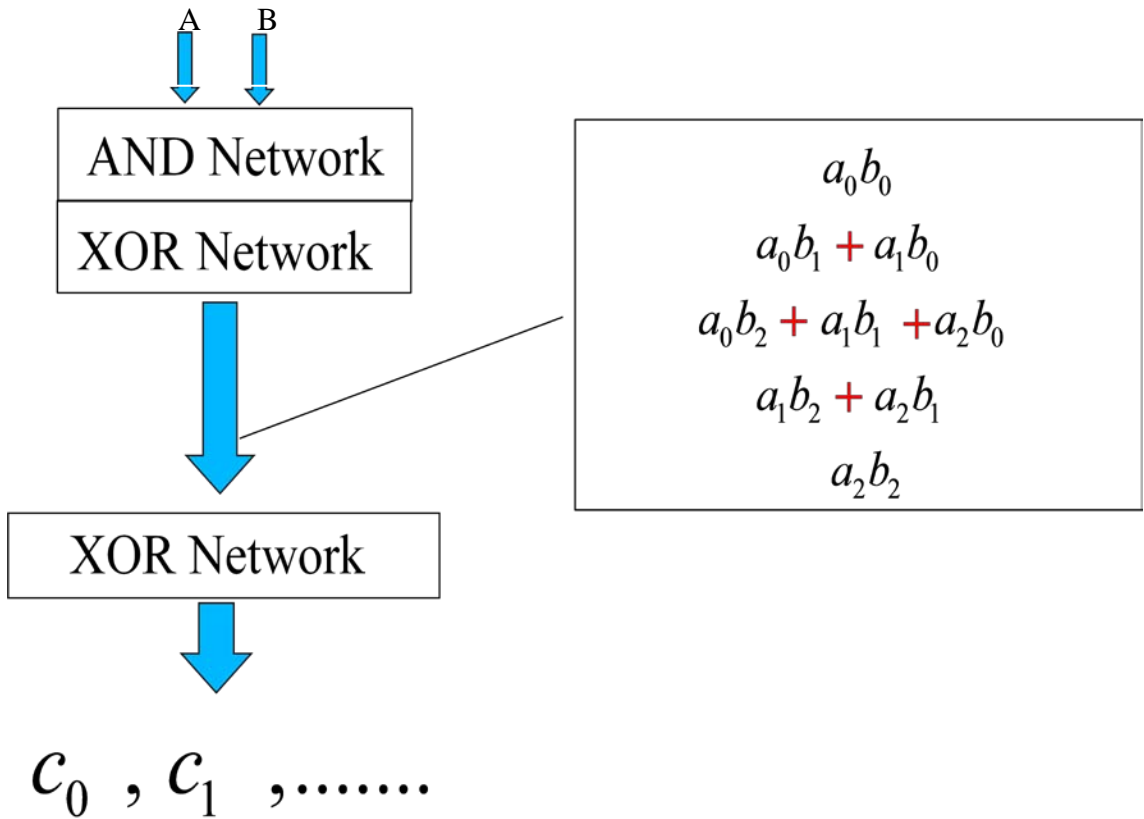 A B
AND Network
XOR Network
a₀b₀
a₀b₁ + a₁b₀
a₀b₂ + a₁b₁ + a₂b₀
a₁b₂ + a₂b₁
a₂b₂
XOR Network
c₀ , c₁ ,.......